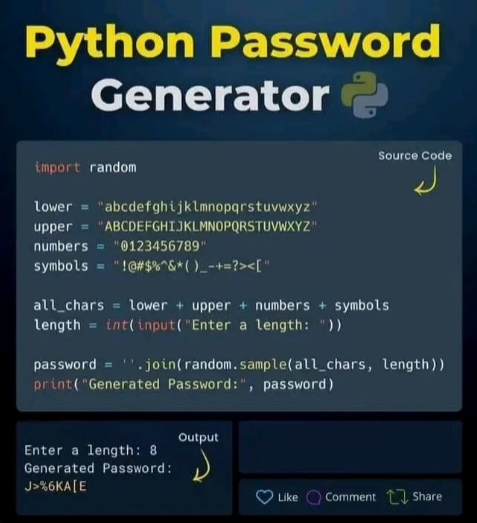 Python Password
Generator
Source Code
import random
lower = "abcdefghijklmnopqrstuvwxyz"
upper = "ABCDEFGHIJKLMNOPQRSTUVWXYZ"
numbers = "0123456789"
symbols = "!@#$%^&*()_-+=?><["
all_chars = lower + upper + numbers + symbols
length = int(input("Enter a length: "))
password = ''.join(random.sample(all_chars, length))
print("Generated Password:", password)
Output
Enter a length: 8
Generated Password:
J>%6KA[E
Like Comment Share